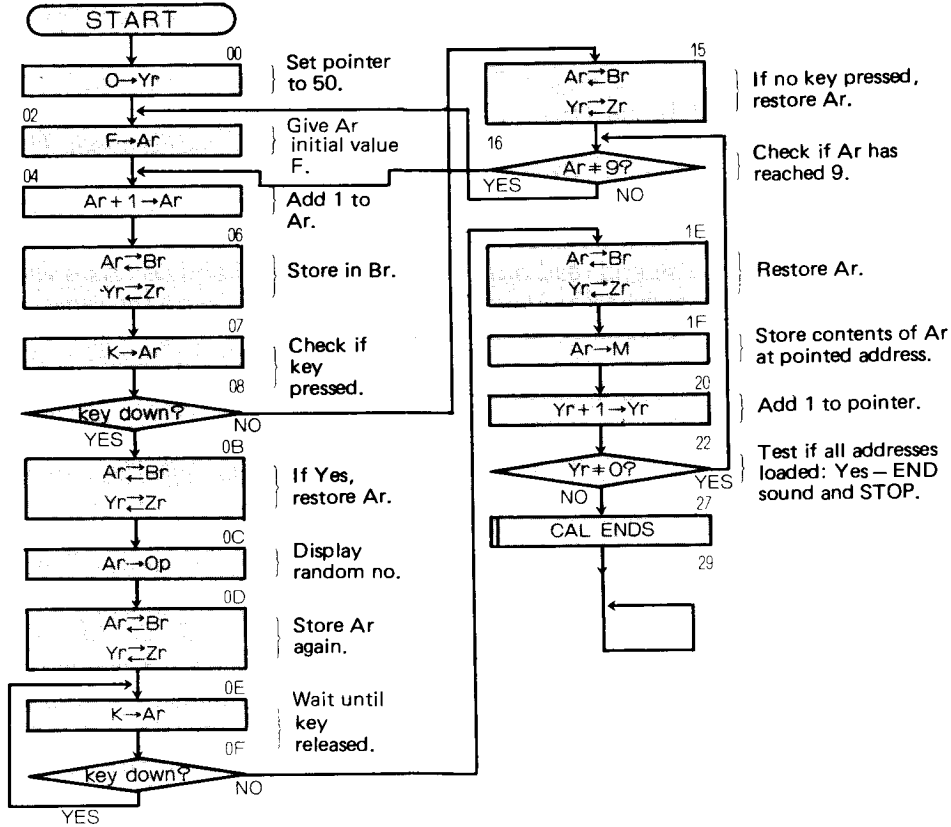 START
00
O→Yr
Set pointer
to 50.
02
F→Ar
Give Ar
initial value
F.
04
Ar + 1→Ar
Add 1 to
Ar.
06
Ar⇄Br
Yr⇄Zr
Store in Br.
07
K→Ar
Check if
key
pressed.
08
key down?
YES
NO
0B
Ar⇄Br
Yr⇄Zr
If Yes,
restore Ar.
0C
Ar→Op
Display
random no.
0D
Ar⇄Br
Yr⇄Zr
Store Ar
again.
0E
K→Ar
Wait until
key
released.
0F
key down?
NO
YES
15
Ar⇄Br
Yr⇄Zr
If no key pressed,
restore Ar.
16
Ar≠9?
YES
NO
Check if Ar has
reached 9.
1E
Ar⇄Br
Yr⇄Zr
Restore Ar.
1F
Ar→M
Store contents of Ar
at pointed address.
20
Yr + 1→Yr
Add 1 to pointer.
22
Yr≠0?
NO
YES
Test if all addresses
loaded: Yes – END
sound and STOP.
27
CAL ENDS
29